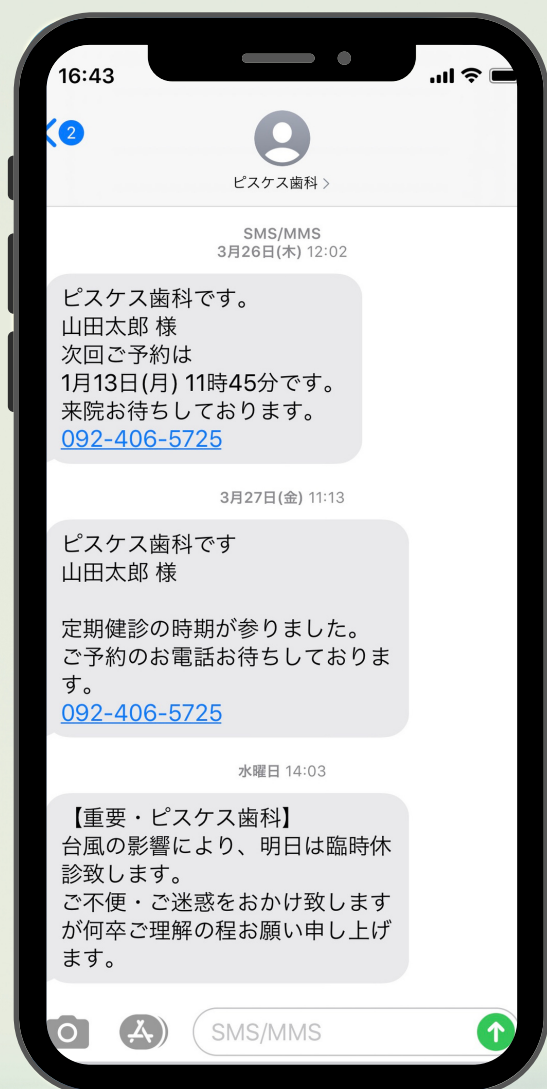 16:43
2
ピスケス歯科
SMS/MMS
3月26日(木) 12:02
ピスケス歯科です。
山田太郎 様
次回ご予約は
1月13日(月) 11時45分です。
来院お待ちしております。
092-406-5725
3月27日(金) 11:13
ピスケス歯科です
山田太郎 様
定期健診の時期が参りました。
ご予約のお電話お待ちしておりま
す。
092-406-5725
水曜日 14:03
【重要・ピスケス歯科】
台風の影響により、明日は臨時休
診致します。
ご不便・ご迷惑をおかけ致します
が何卒ご理解の程お願い申し上げ
ます。
SMS/MMS